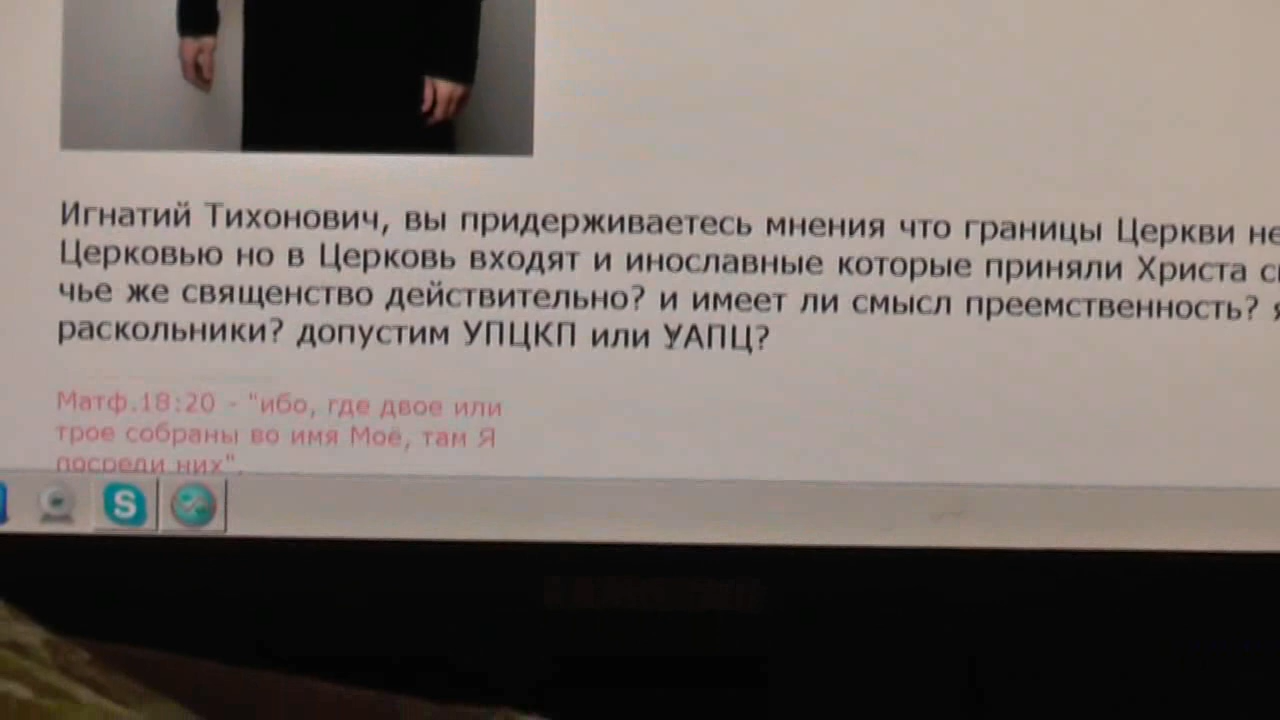 Игнатий Тихонович, вы придерживаетесь мнения что границы Церкви не
Церковью но в Церковь входят и инославные которые приняли Христа
чье же священство действительно? и имеет ли смысл преемственность?
раскольники? допустим УПЦКП или УАПЦ?
Матф.18:20 - "ибо, где двое или
трое собраны во имя Моё, там Я
посреди них".
S